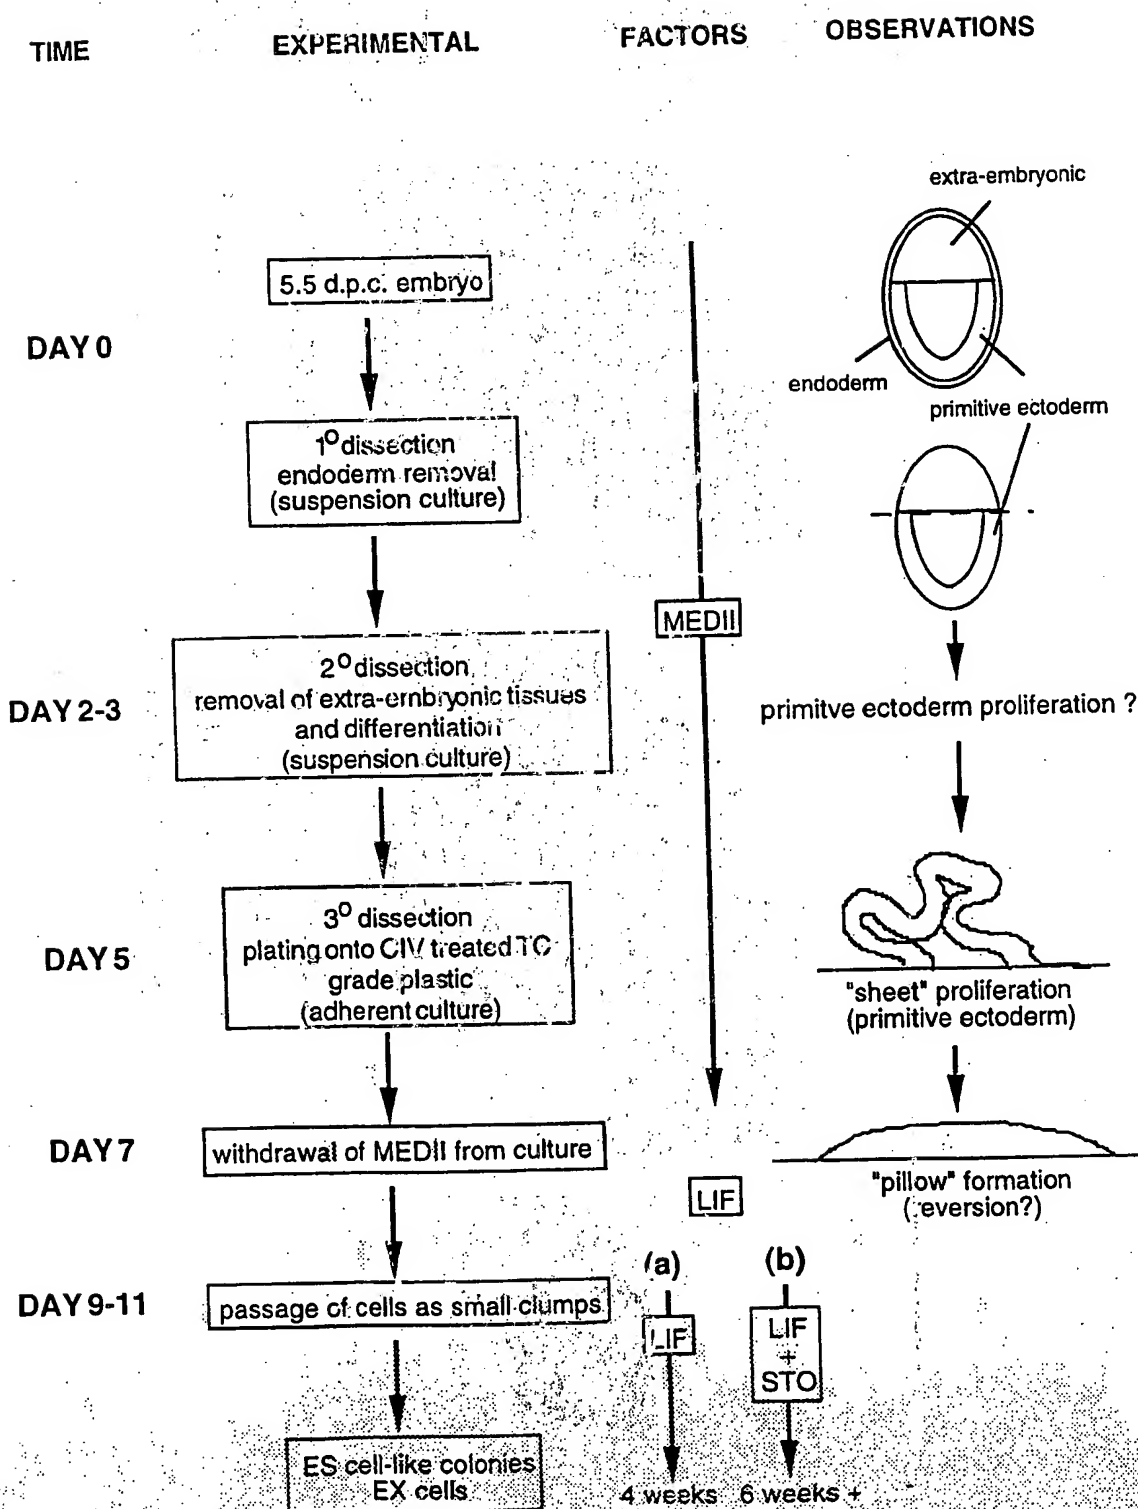 TIME
EXPERIMENTAL
FACTORS
OBSERVATIONS
extra-embryonic
5.5 d.p.c. embryo
DAY 0
endoderm
primitive ectoderm
1º dissection
endoderm removal
(suspension culture)
MEDII
DAY 2-3
2º dissection
removal of extra-embryonic tissues
and differentiation
(suspension culture)
primitve ectoderm proliferation ?
DAY 5
3º dissection
plating onto CIV treated TC
grade plastic
(adherent culture)
"sheet" proliferation
(primitive ectoderm)
DAY 7
withdrawal of MEDII from culture
"pillow" formation
(reversion?)
LIF
(a)
(b)
DAY 9-11
passage of cells as small clumps
LIF
LIF
+
STO
ES cell-like colonies
EX cells
4 weeks
6 weeks +